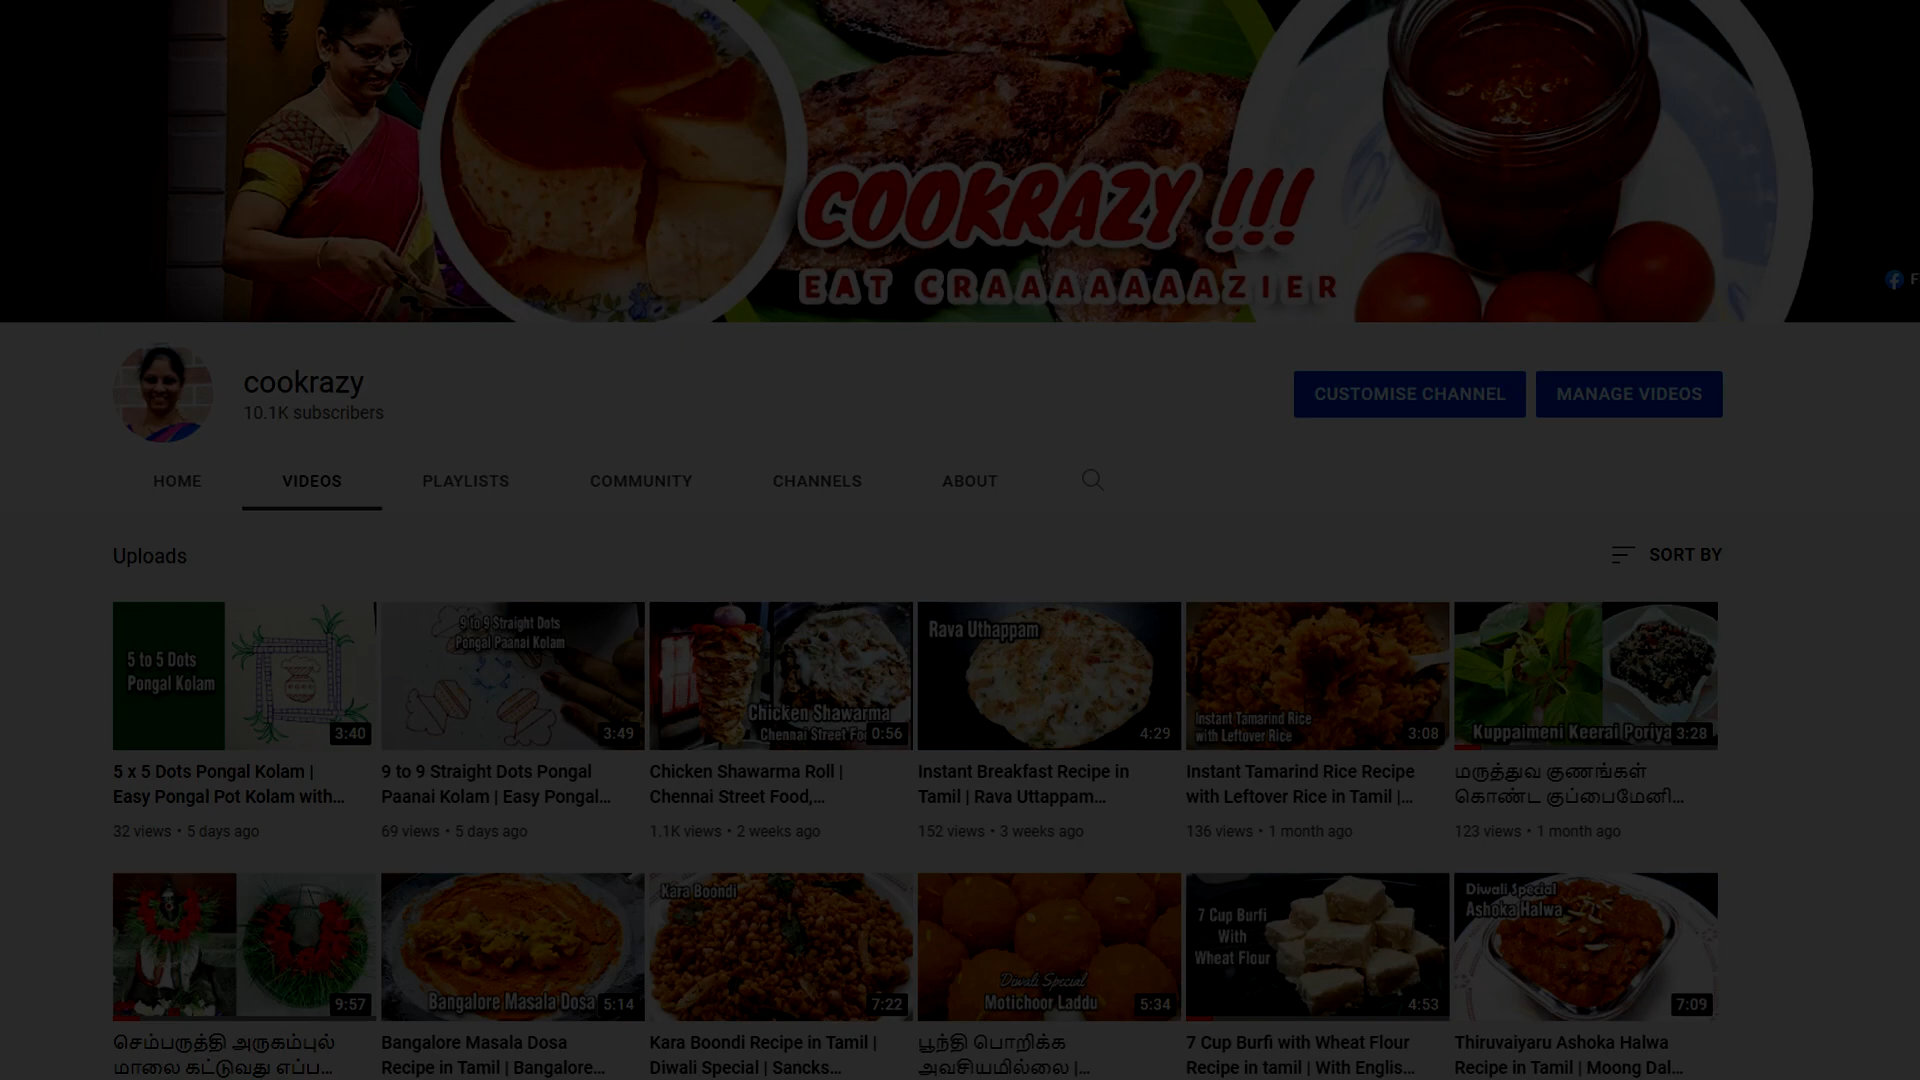 COOKRAZY !!!
EAT CRAAAAAAAAZIER
F
cookrazy
10.1K subscribers
CUSTOMISE CHANNEL
MANAGE VIDEOS
HOME
VIDEOS
PLAYLISTS
COMMUNITY
CHANNELS
ABOUT
Uploads
SORT BY
5 to 5 Dots
Pongal Kolam
3:40
5 x 5 Dots Pongal Kolam |
Easy Pongal Pot Kolam with...
32 views • 5 days ago
9 to 9 Straight Dots
Pongal Paanai Kolam
3:49
9 to 9 Straight Dots Pongal
Paanai Kolam | Easy Pongal...
69 views • 5 days ago
Chicken Shawarma
Chennai Street Fo
0:56
Chicken Shawarma Roll |
Chennai Street Food,...
1.1K views • 2 weeks ago
Rava Uthappam
4:29
Instant Breakfast Recipe in
Tamil | Rava Uttappam...
152 views • 3 weeks ago
Instant Tamarind Rice
with Leftover Rice
3:08
Instant Tamarind Rice Recipe
with Leftover Rice in Tamil |...
136 views • 1 month ago
Kuppaimeni Keerai Poriya
3:28
மருத்துவ குணங்கள்
கொண்ட குப்பைமேனி...
123 views • 1 month ago
9:57
செம்பருத்தி அருகம்புல்
மாலை கட்டுவது எப்ப...
Bangalore Masala Dosa
5:14
Bangalore Masala Dosa
Recipe in Tamil | Bangalore...
Kara Boondi
7:22
Kara Boondi Recipe in Tamil |
Diwali Special | Sancks...
Diwali Special
Motichoor Laddu
5:34
பூந்தி பொறிக்க
அவசியமில்லை |...
7 Cup Burfi
With
Wheat Flour
4:53
7 Cup Burfi with Wheat Flour
Recipe in tamil | With Englis...
Diwali Special
Ashoka Halwa
7:09
Thiruvaiyaru Ashoka Halwa
Recipe in Tamil | Moong Dal...